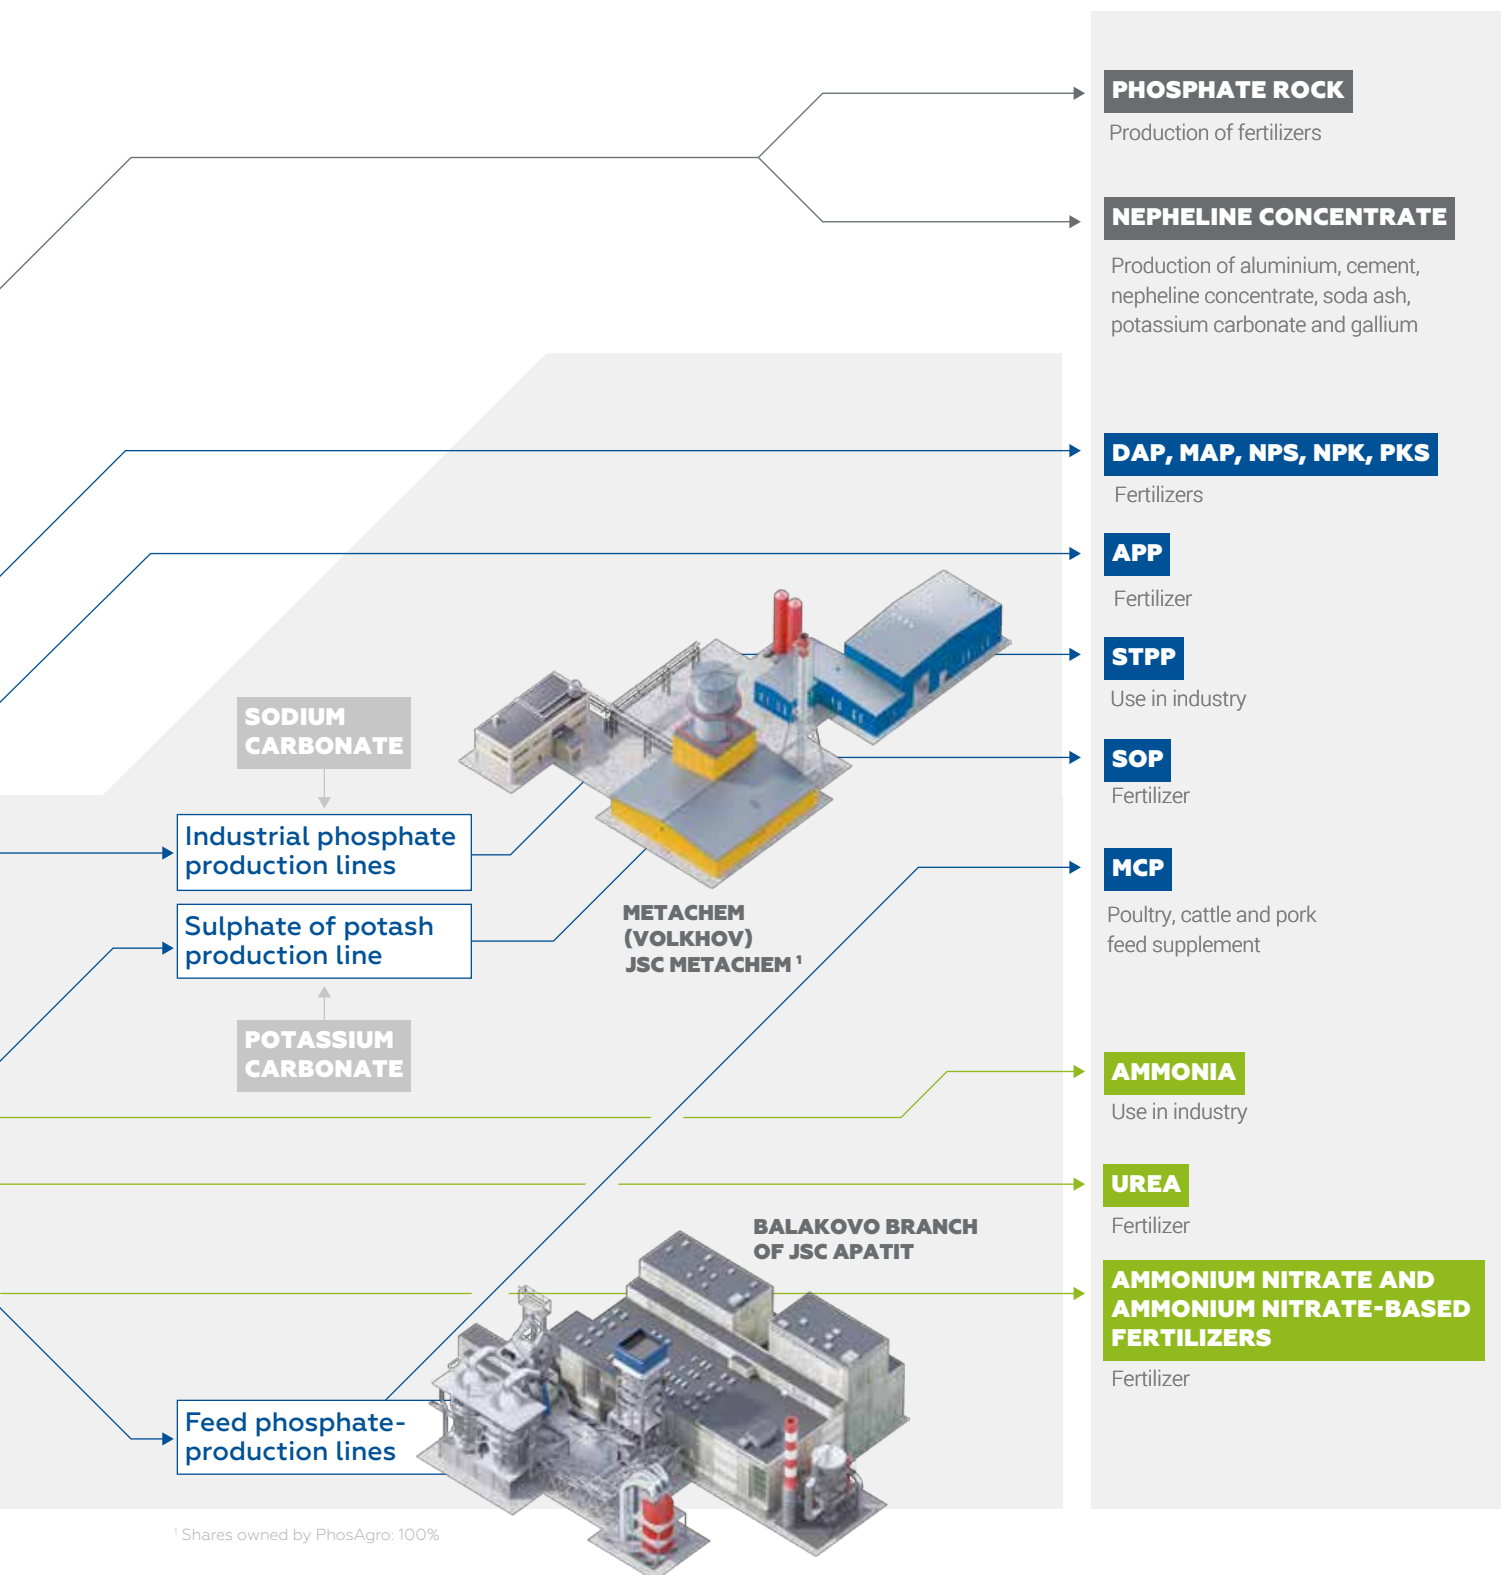 PHOSPHATE ROCK
Production of fertilizers
NEPHELINE CONCENTRATE
Production of aluminium, cement,
nepheline concentrate, soda ash,
potassium carbonate and gallium
DAP, MAP, NPS, NPK, PKS
Fertilizers
APP
Fertilizer
STPP
Use in industry
SOP
Fertilizer
MCP
Poultry, cattle and pork
feed supplement
AMMONIA
Use in industry
UREA
Fertilizer
AMMONIUM NITRATE AND
AMMONIUM NITRATE-BASED
FERTILIZERS
Fertilizer
SODIUM
CARBONATE
Industrial phosphate
production lines
Sulphate of potash
production line
POTASSIUM
CARBONATE
METACHEM
(VOLKHOV)
JSC METACHEM ¹
BALAKOVO BRANCH
OF JSC APATIT
Feed phosphate-
production lines
¹ Shares owned by PhosAgro: 100%